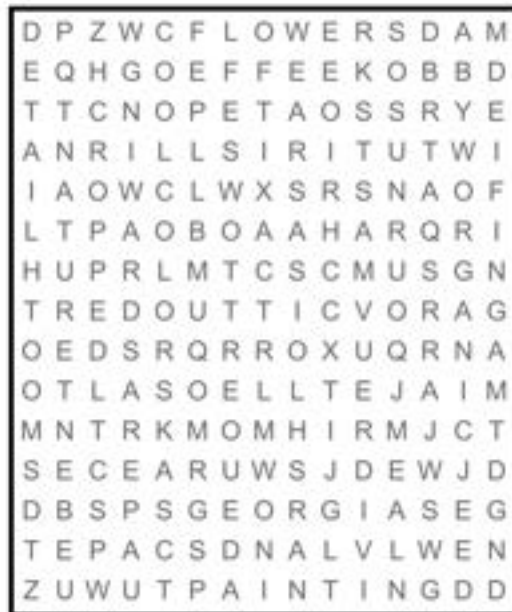 D P Z W C F L O W E R S D A M
E Q H G O E F F E E K O B B D
T T C N O P E T A O S S R Y E
A N R I L L S I R I T U T W I
I A O W C L W X S R S N A O F
L T P A O B O A A H A R Q R I
H U P R L M T C S C M U S G N
T R E D O U T T I C V O R A G
O E D S R Q R R O X U Q R N A
O T L A S O E L L T E J A I M
M N T R K M O M H I R M J C T
S E C E A R U W S J D E W J D
D B S P S G E O R G I A S E G
T E P A C S D N A L V L W E N
Z U W U T P A I N T I N G D D